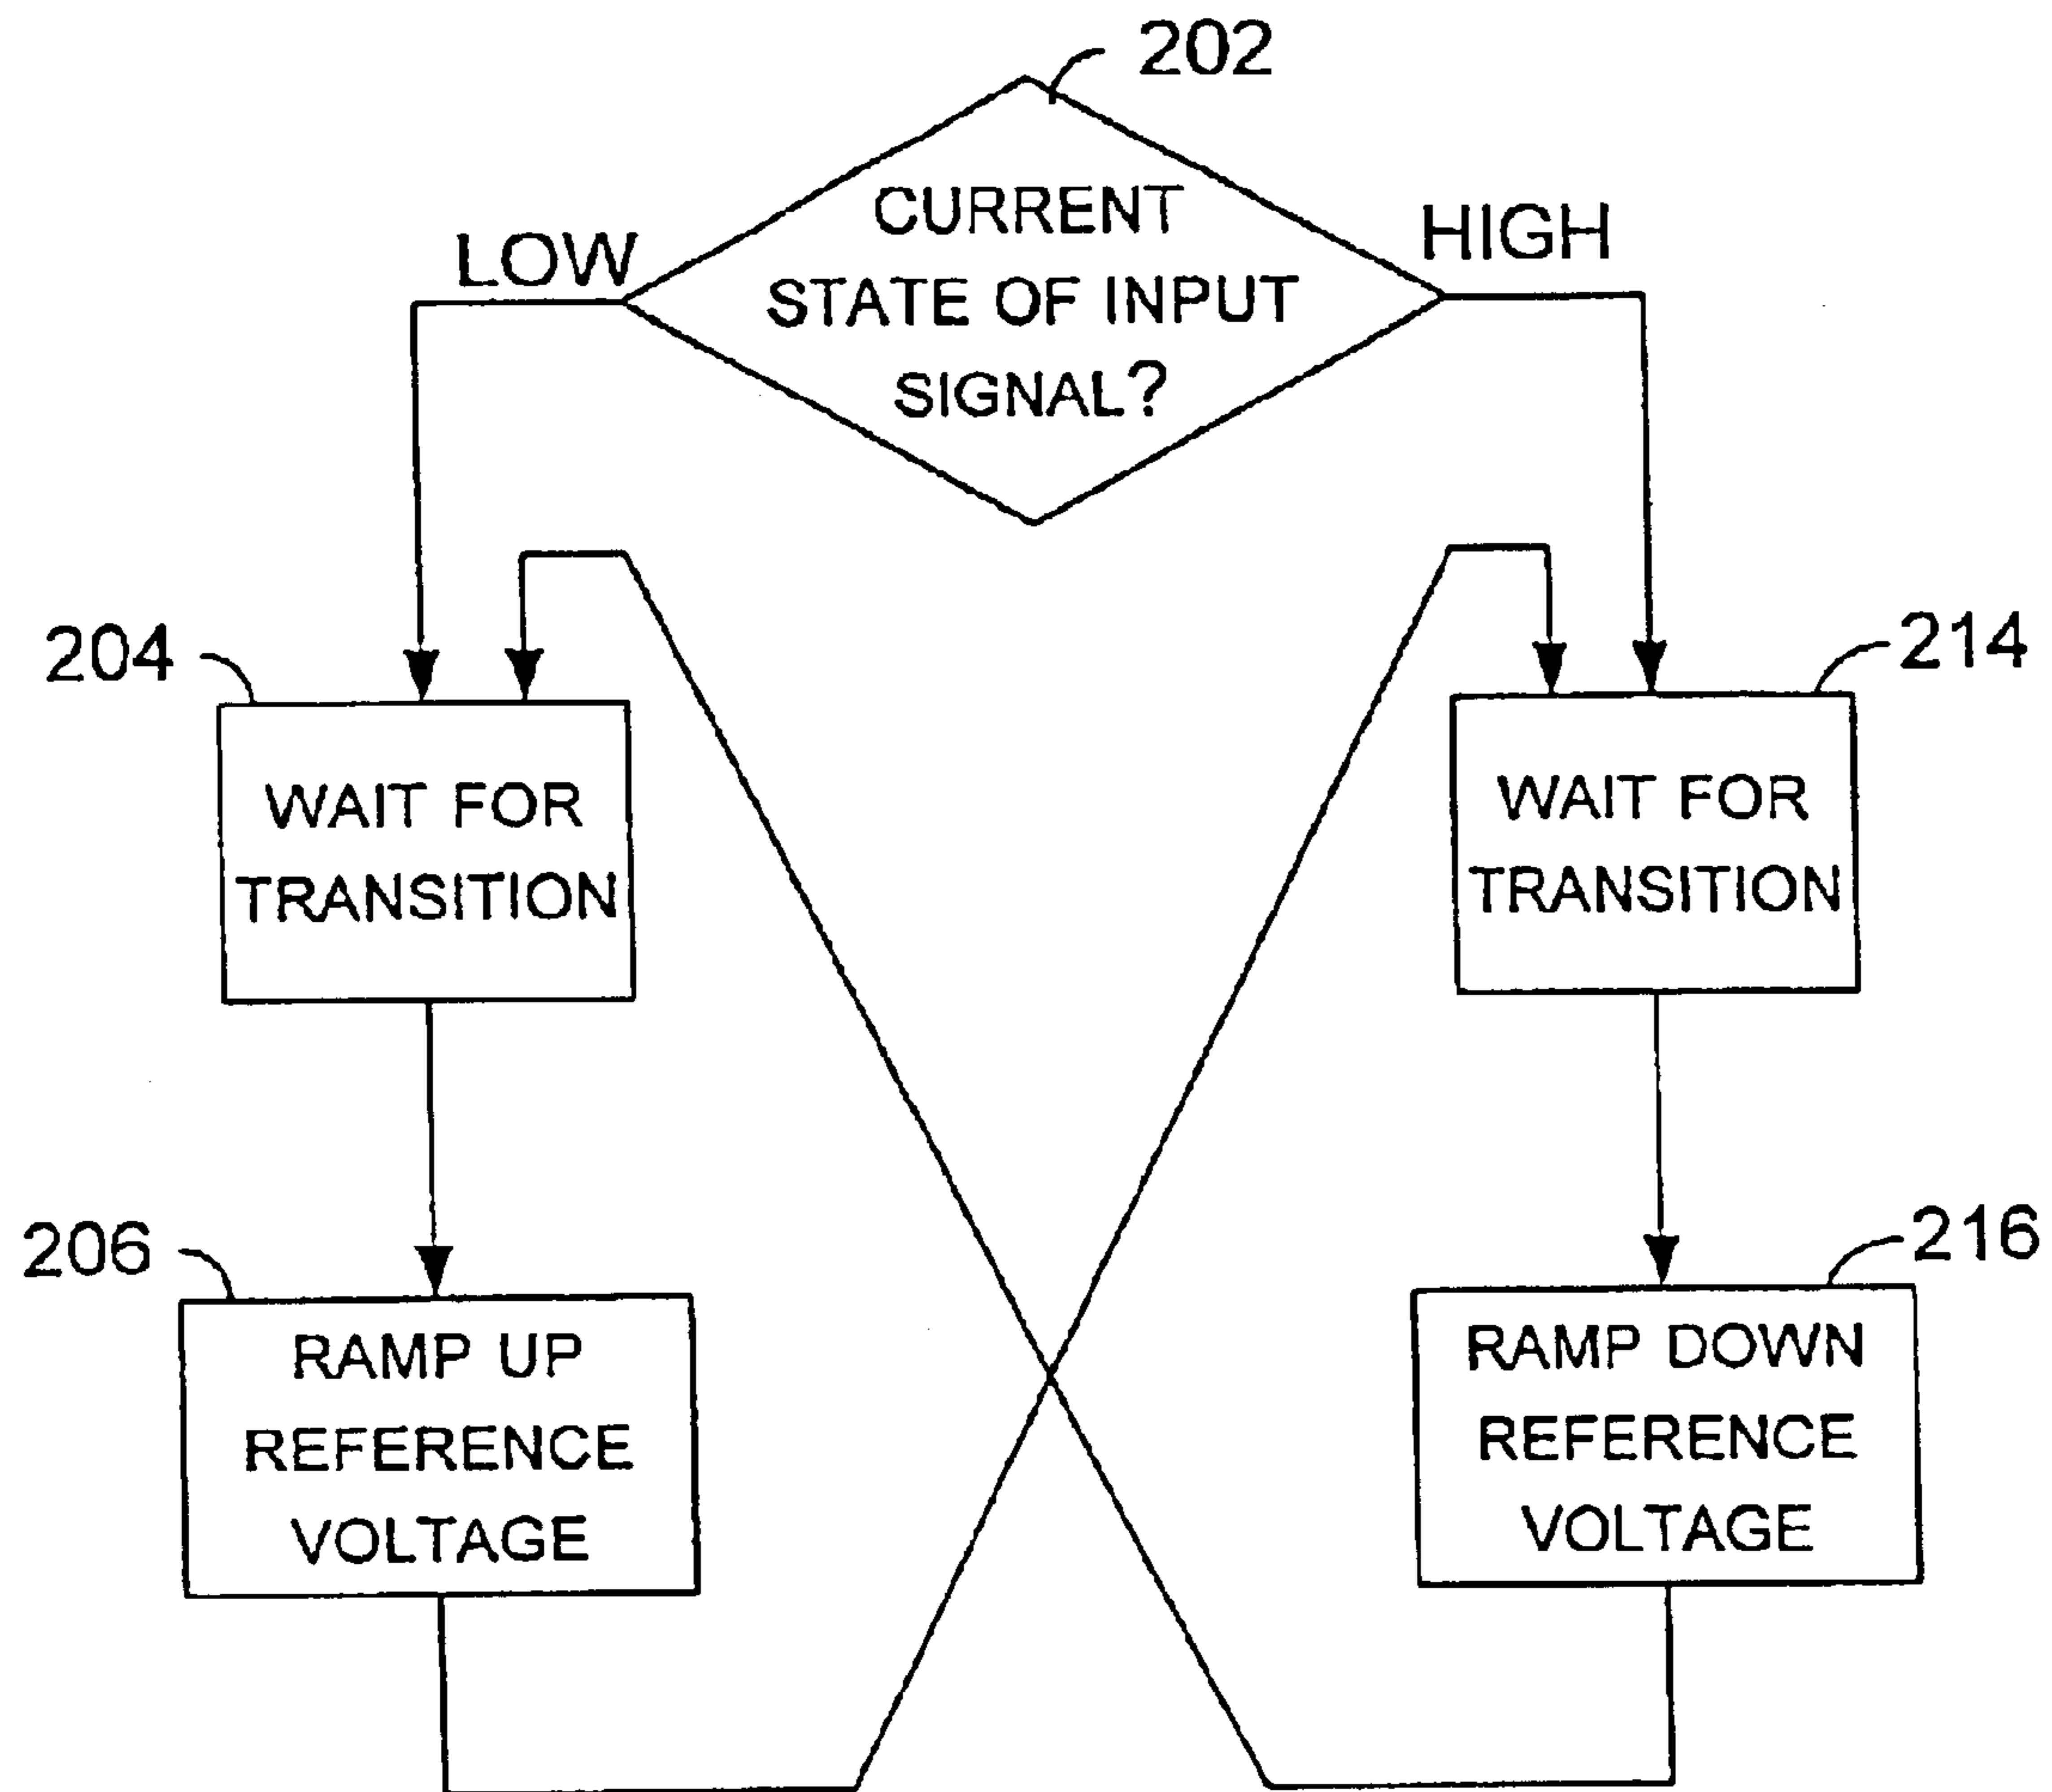 202
CURRENT
STATE OF INPUT
SIGNAL?
LOW
HIGH
204
WAIT FOR
TRANSITION
214
WAIT FOR
TRANSITION
206
RAMP UP
REFERENCE
VOLTAGE
216
RAMP DOWN
REFERENCE
VOLTAGE